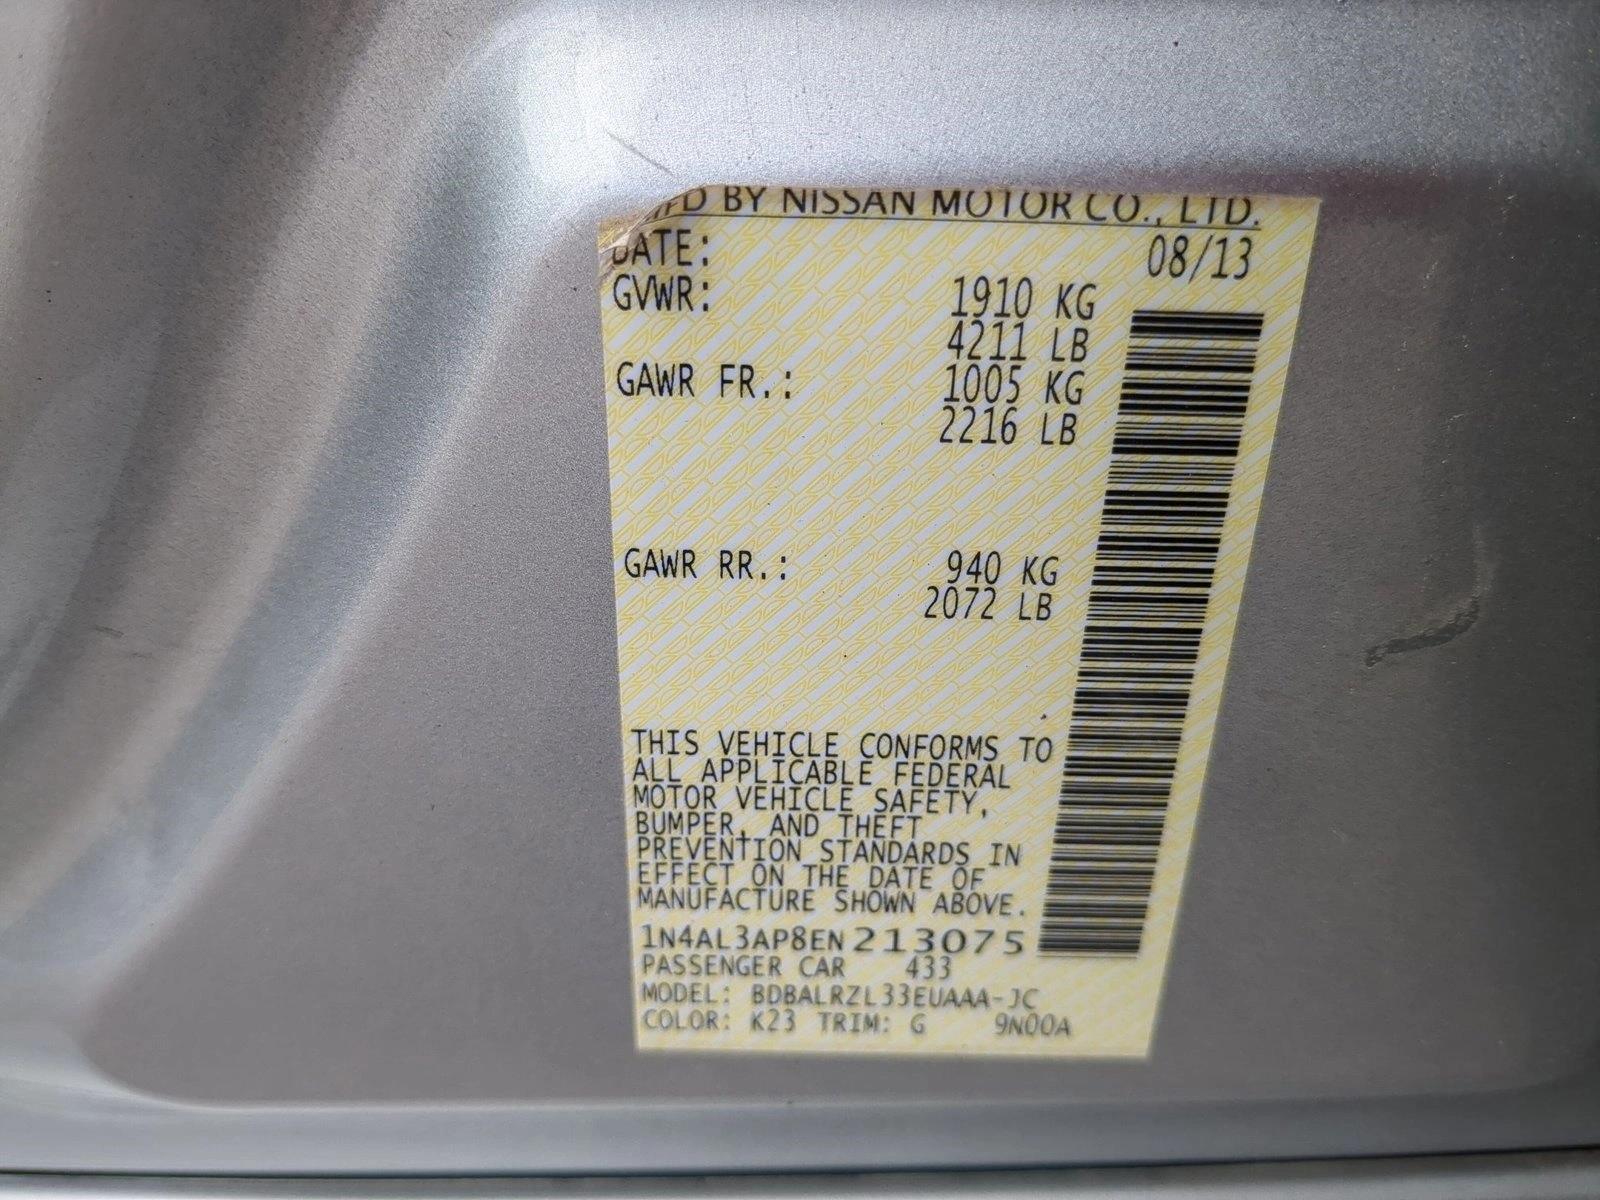 MFD BY NISSAN MOTOR CO., LTD.
DATE: 08/13
GVWR: 1910 KG
4211 LB
GAWR FR.: 1005 KG
2216 LB
GAWR RR.: 940 KG
2072 LB
THIS VEHICLE CONFORMS TO
ALL APPLICABLE FEDERAL
MOTOR VEHICLE SAFETY,
BUMPER, AND THEFT
PREVENTION STANDARDS IN
EFFECT ON THE DATE OF
MANUFACTURE SHOWN ABOVE.
1N4AL3AP8EN213075
PASSENGER CAR 433
MODEL: BDBALRZL33EUAAA-JC
COLOR: K23 TRIM: G 9N00A